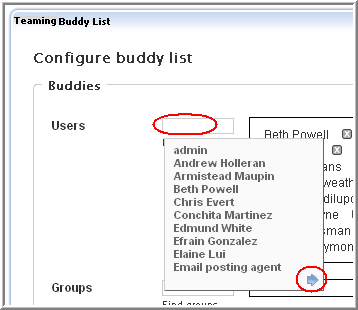 Teaming Buddy List
Configure buddy list
Buddies
Users
Beth Powell
admin
Andrew Holleran
Armistead Maupin
Beth Powell
Chris Evert
Conchita Martinez
Edmund White
Efrain Gonzalez
Elaine Lui
Email posting agent
Groups
Find groups